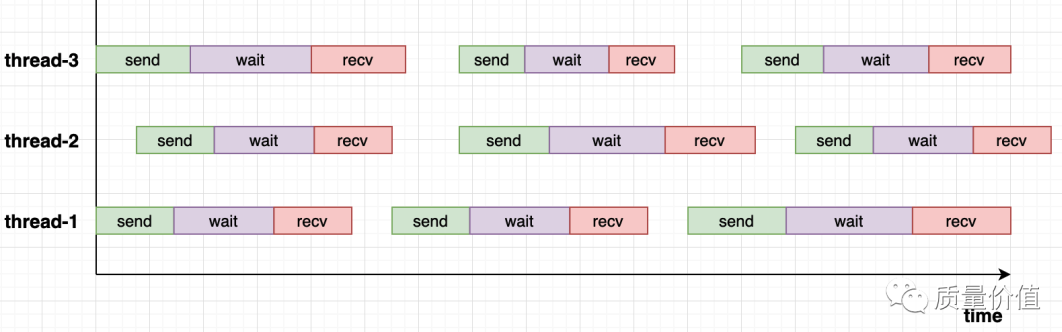 thread-3 send wait recv send wait recv send wait recv
thread-2 send wait recv send wait recv send wait recv
thread-1 send wait recv send wait recv send wait recv
质量价值
time